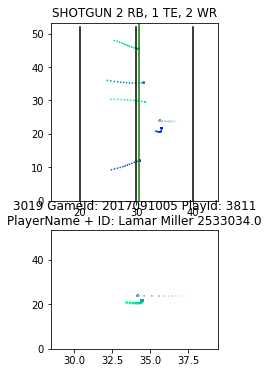 SHOTGUN 2 RB, 1 TE, 2 WR
50
40
30
20
10
0
20 30 40
3019 GameId: 2017091005 PlayId: 3811
PlayerName + ID: Lamar Miller 2533034.0
40
20
0
30.0 32.5 35.0 37.5